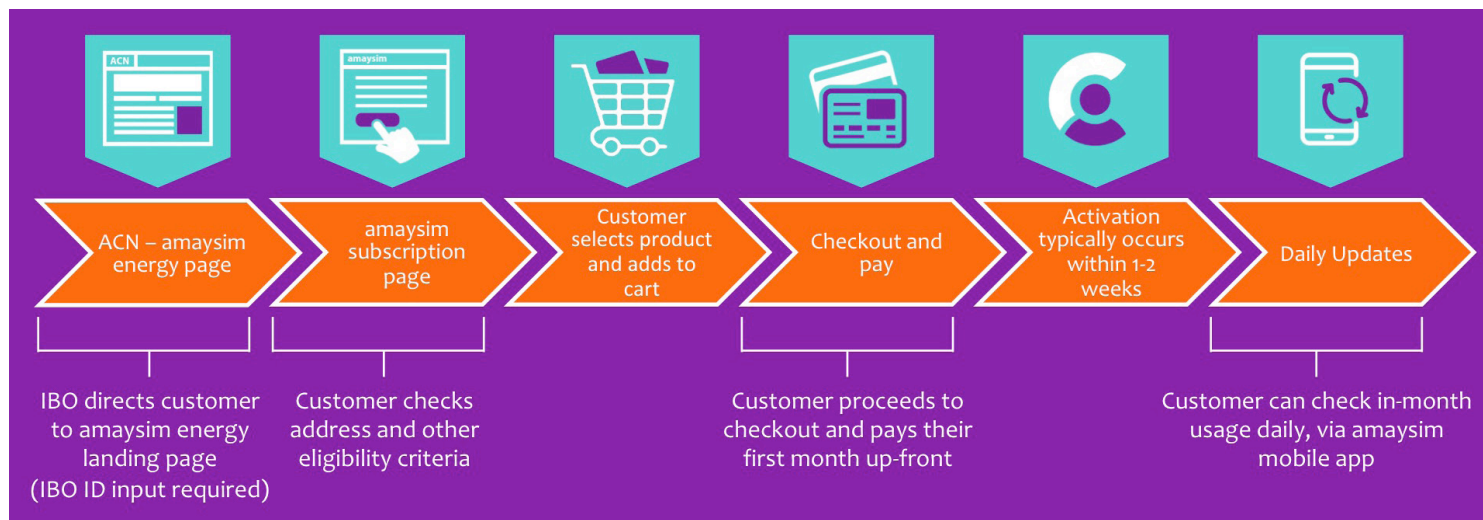 ACN
amaysim
ACN – amaysim
energy page
amaysim
subscription
page
Customer
selects product
and adds to
cart
Checkout and
pay
Activation
typically occurs
within 1-2
weeks
Daily Updates
IBO directs customer
to amaysim energy
landing page
(IBO ID input required)
Customer checks
address and other
eligibility criteria
Customer proceeds to
checkout and pays their
first month up-front
Customer can check in-month
usage daily, via amaysim
mobile app